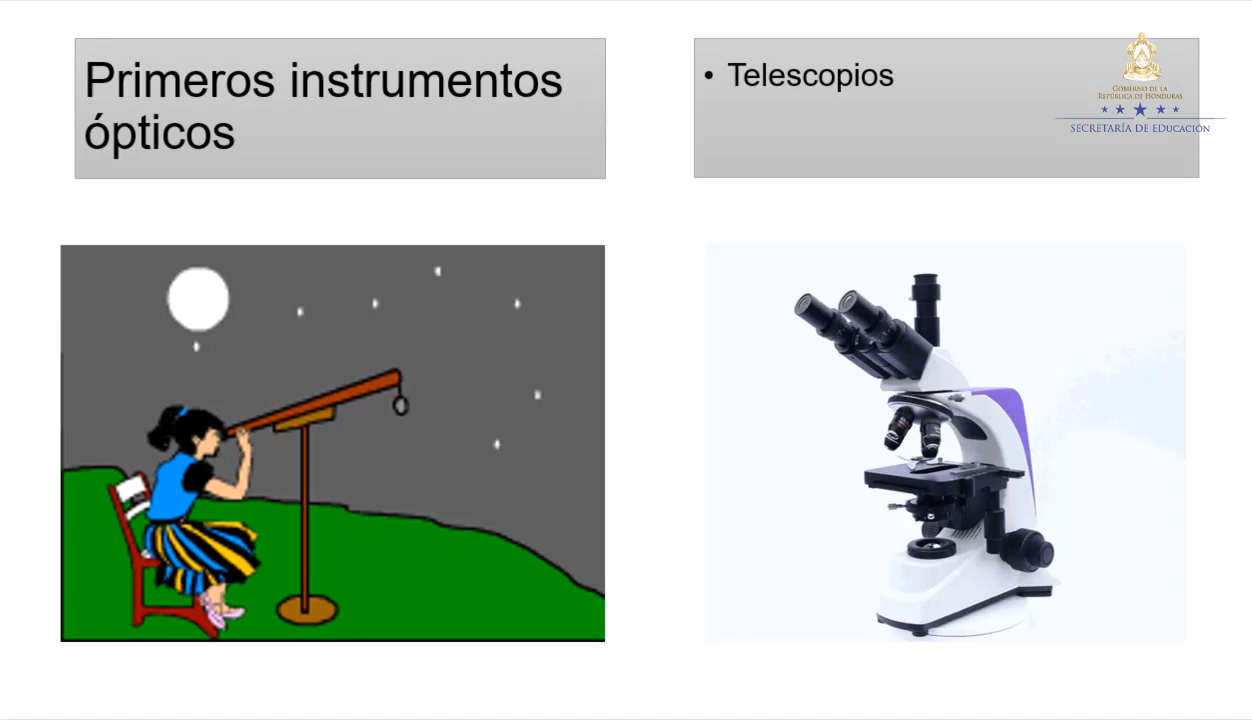 Primeros instrumentos
ópticos
• Telescopios
GOBIERNO DE LA
REPÚBLICA DE HONDURAS
SECRETARÍA DE EDUCACIÓN